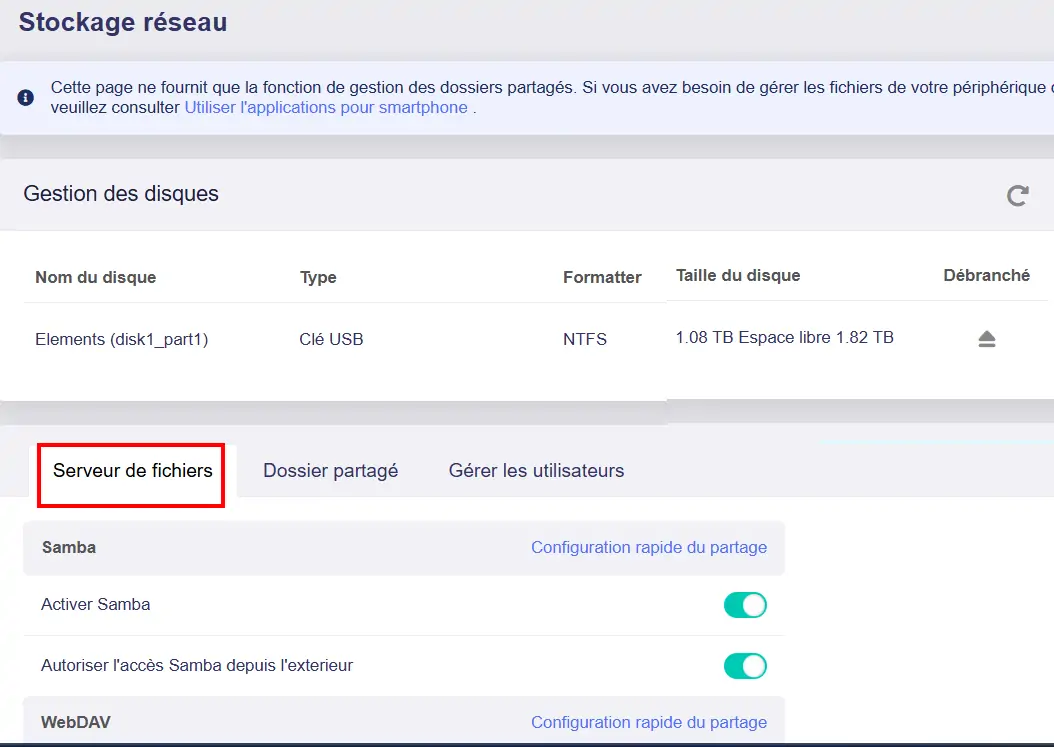 Stockage réseau
Cette page ne fournit que la fonction de gestion des dossiers partagés. Si vous avez besoin de gérer les fichiers de votre périphérique
veuillez consulter Utiliser l'applications pour smartphone .
Gestion des disques
Nom du disque Type Formatter Taille du disque Débranché
Elements (disk1_part1) Clé USB NTFS 1.08 TB Espace libre 1.82 TB
Serveur de fichiers Dossier partagé Gérer les utilisateurs
Samba Configuration rapide du partage
Activer Samba
Autoriser l'accès Samba depuis l'exterieur
WebDAV Configuration rapide du partage